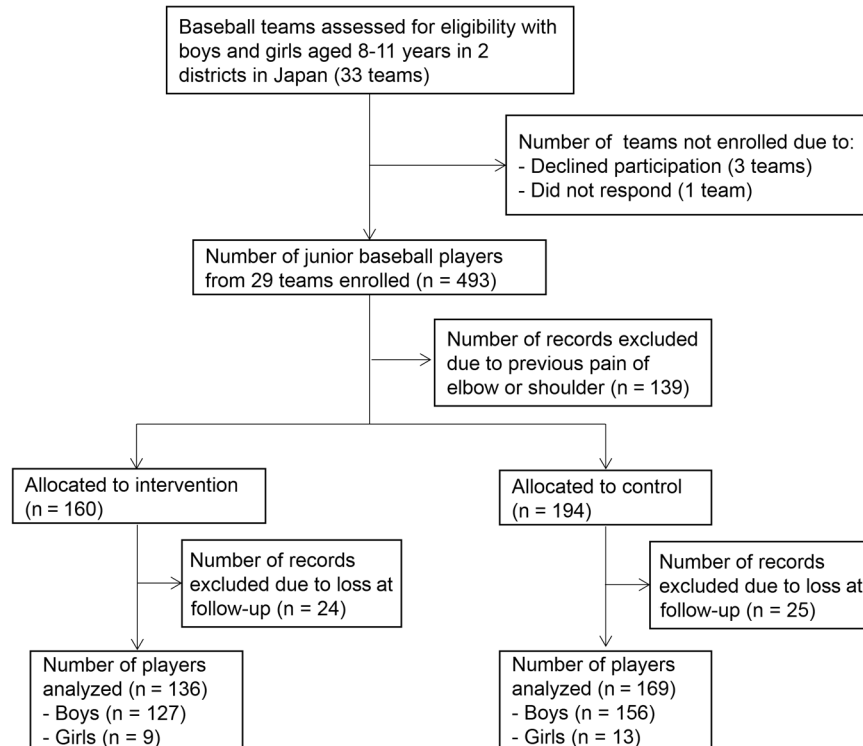 Baseball teams assessed for eligibility with
boys and girls aged 8-11 years in 2
districts in Japan (33 teams)
Number of  teams not enrolled due to:
- Declined participation (3 teams)
- Did not respond (1 team)
Number of junior baseball players
from 29 teams enrolled (n = 493)
Number of records excluded
due to previous pain of
elbow or shoulder (n = 139)
Allocated to intervention
(n = 160)
Allocated to control
(n = 194)
Number of records
excluded due to loss at
follow-up (n = 24)
Number of records
excluded due to loss at
follow-up (n = 25)
Number of players
analyzed (n = 136)
- Boys (n = 127)
- Girls (n = 9)
Number of players
analyzed (n = 169)
- Boys (n = 156)
- Girls (n = 13)